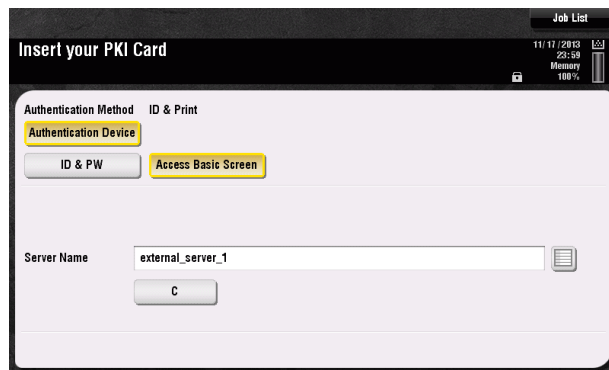 Job List
Insert your PKI Card
11/17/2013
23:59
Memory
100%
Authentication Method ID & Print
Authentication Device
ID & PW Access Basic Screen
Server Name external_server_1
C